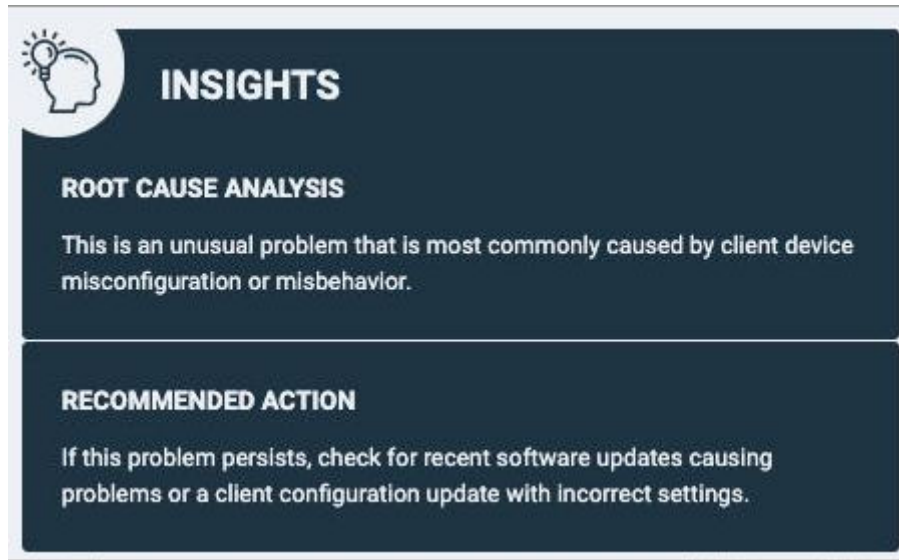 INSIGHTS
ROOT CAUSE ANALYSIS
This is an unusual problem that is most commonly caused by client device
misconfiguration or misbehavior.
RECOMMENDED ACTION
If this problem persists, check for recent software updates causing
problems or a client configuration update with incorrect settings.